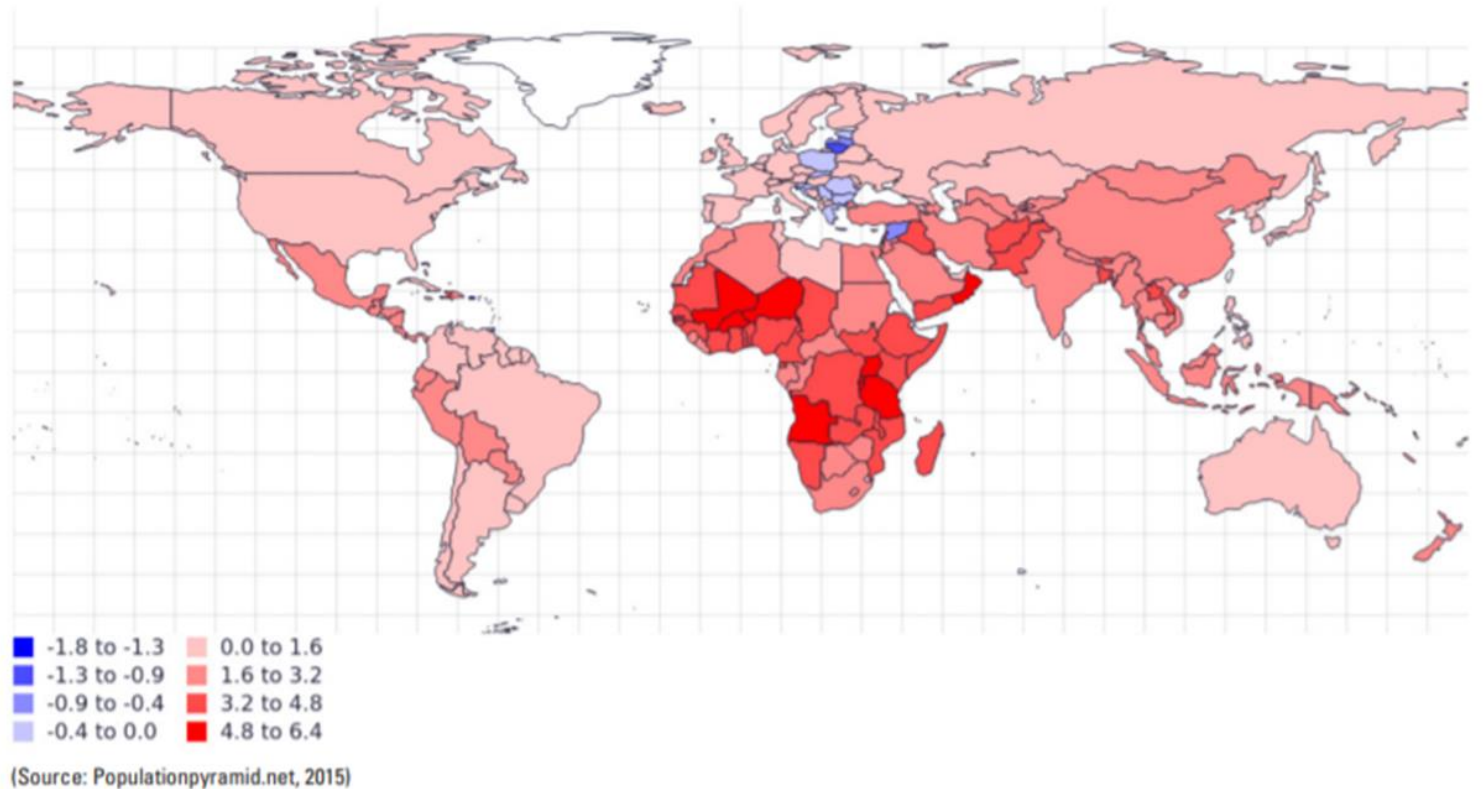 -1.8 to -1.3
-1.3 to -0.9
-0.9 to -0.4
-0.4 to 0.0
0.0 to 1.6
1.6 to 3.2
3.2 to 4.8
4.8 to 6.4
(Source: Populationpyramid.net, 2015)